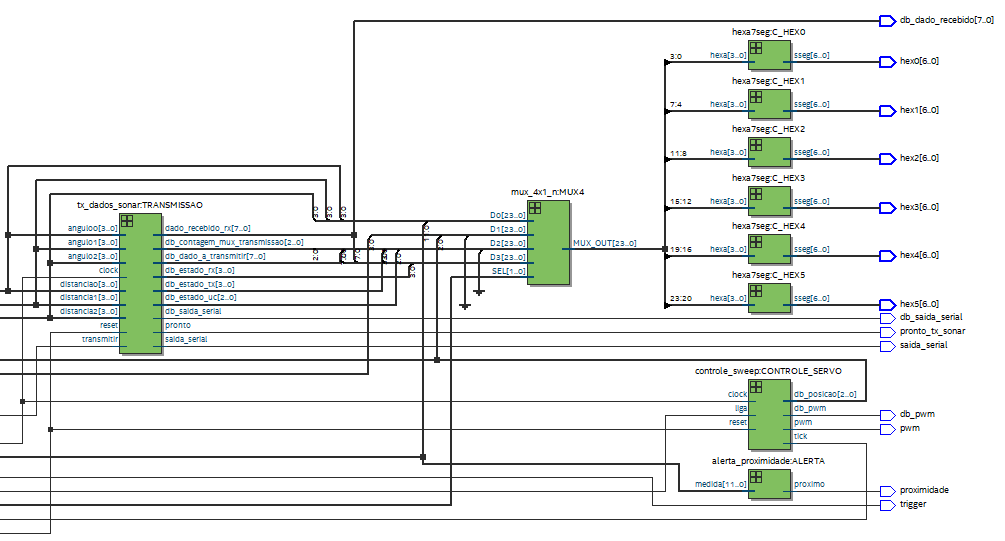 db_dado_recebido[7..0]
hexa7seg:C_HEX0
3:0
hexa[3..0]
sseg[6..0]
hex0[6..0]
hexa7seg:C_HEX1
7:4
hexa[3..0]
sseg[6..0]
hex1[6..0]
hexa7seg:C_HEX2
11:8
hexa[3..0]
sseg[6..0]
hex2[6..0]
hexa7seg:C_HEX3
15:12
hexa[3..0]
sseg[6..0]
hex3[6..0]
hexa7seg:C_HEX4
19:16
hexa[3..0]
sseg[6..0]
hex4[6..0]
hexa7seg:C_HEX5
23:20
hexa[3..0]
sseg[6..0]
hex5[6..0]
tx_dados_sonar:TRANSMISSAO
angulo0[3..0]
angulo1[3..0]
angulo2[3..0]
clock
distancia0[3..0]
distancia1[3..0]
distancia2[3..0]
reset
transmitir
dado_recebido_rx[7..0]
db_contagem_mux_transmissao[2..0]
db_dado_a_transmitir[7..0]
db_estado_rx[3..0]
db_estado_tx[3..0]
db_estado_uc[2..0]
db_saida_serial
pronto
saida_serial
3:0
3:0
3:0
2:0
7:0
3:0
11:0
2:0
3:0
mux_4x1_n:MUX4
D0[23..0]
D1[23..0]
D2[23..0]
D3[23..0]
SEL[1..0]
MUX_OUT[23..0]
db_saida_serial
pronto_tx_sonar
saida_serial
controle_sweep:CONTROLE_SERVO
clock
liga
reset
db_posicao[2..0]
db_pwm
pwm
tick
db_pwm
pwm
alerta_proximidade:ALERTA
medida[11..0]
proximo
proximidade
trigger